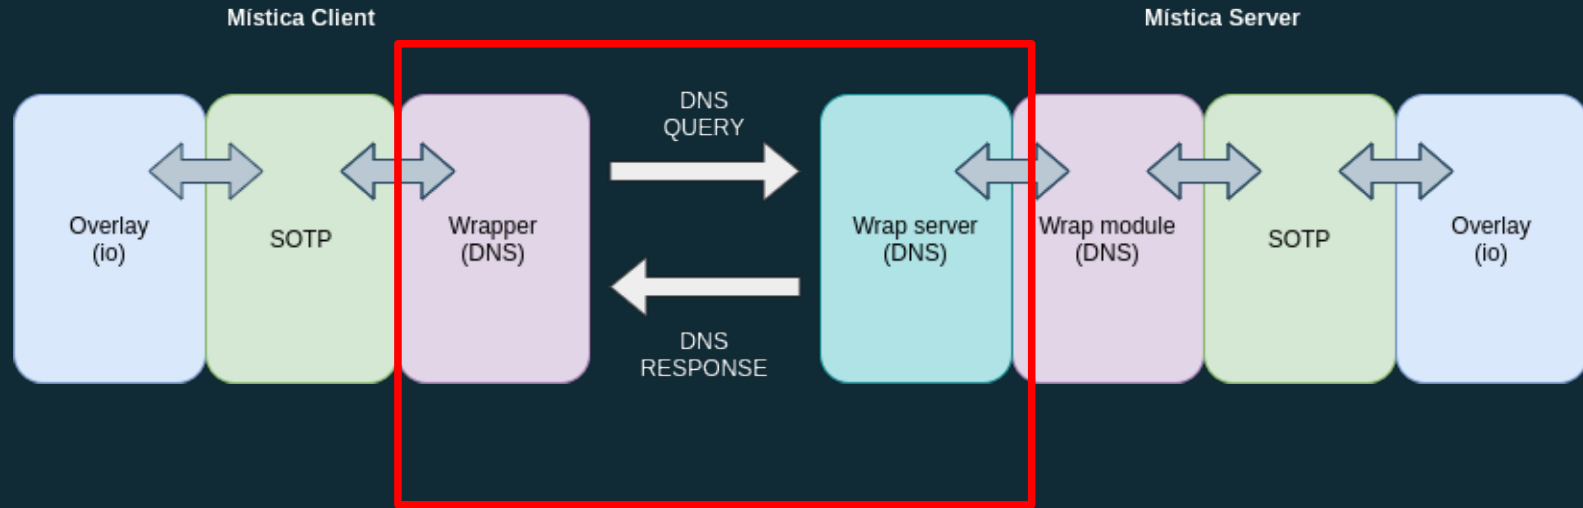 Mística Client
Mística Server
DNS
QUERY
Overlay
(io)
SOTP
Wrapper
(DNS)
Wrap server
(DNS)
Wrap module
(DNS)
SOTP
Overlay
(io)
DNS
RESPONSE